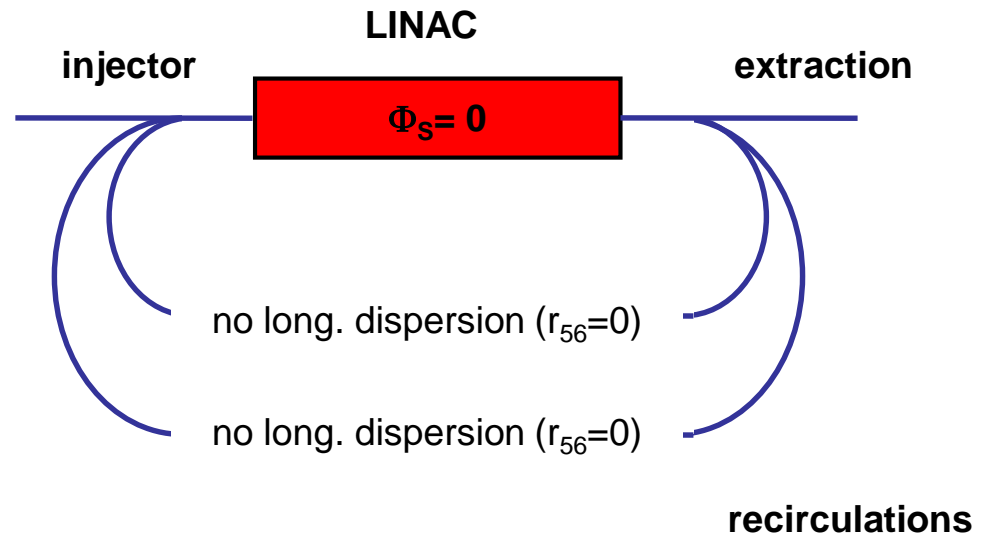 LINAC
injector
extraction
Φs= 0
no long. dispersion (r56=0)
no long. dispersion (r56=0)
recirculations